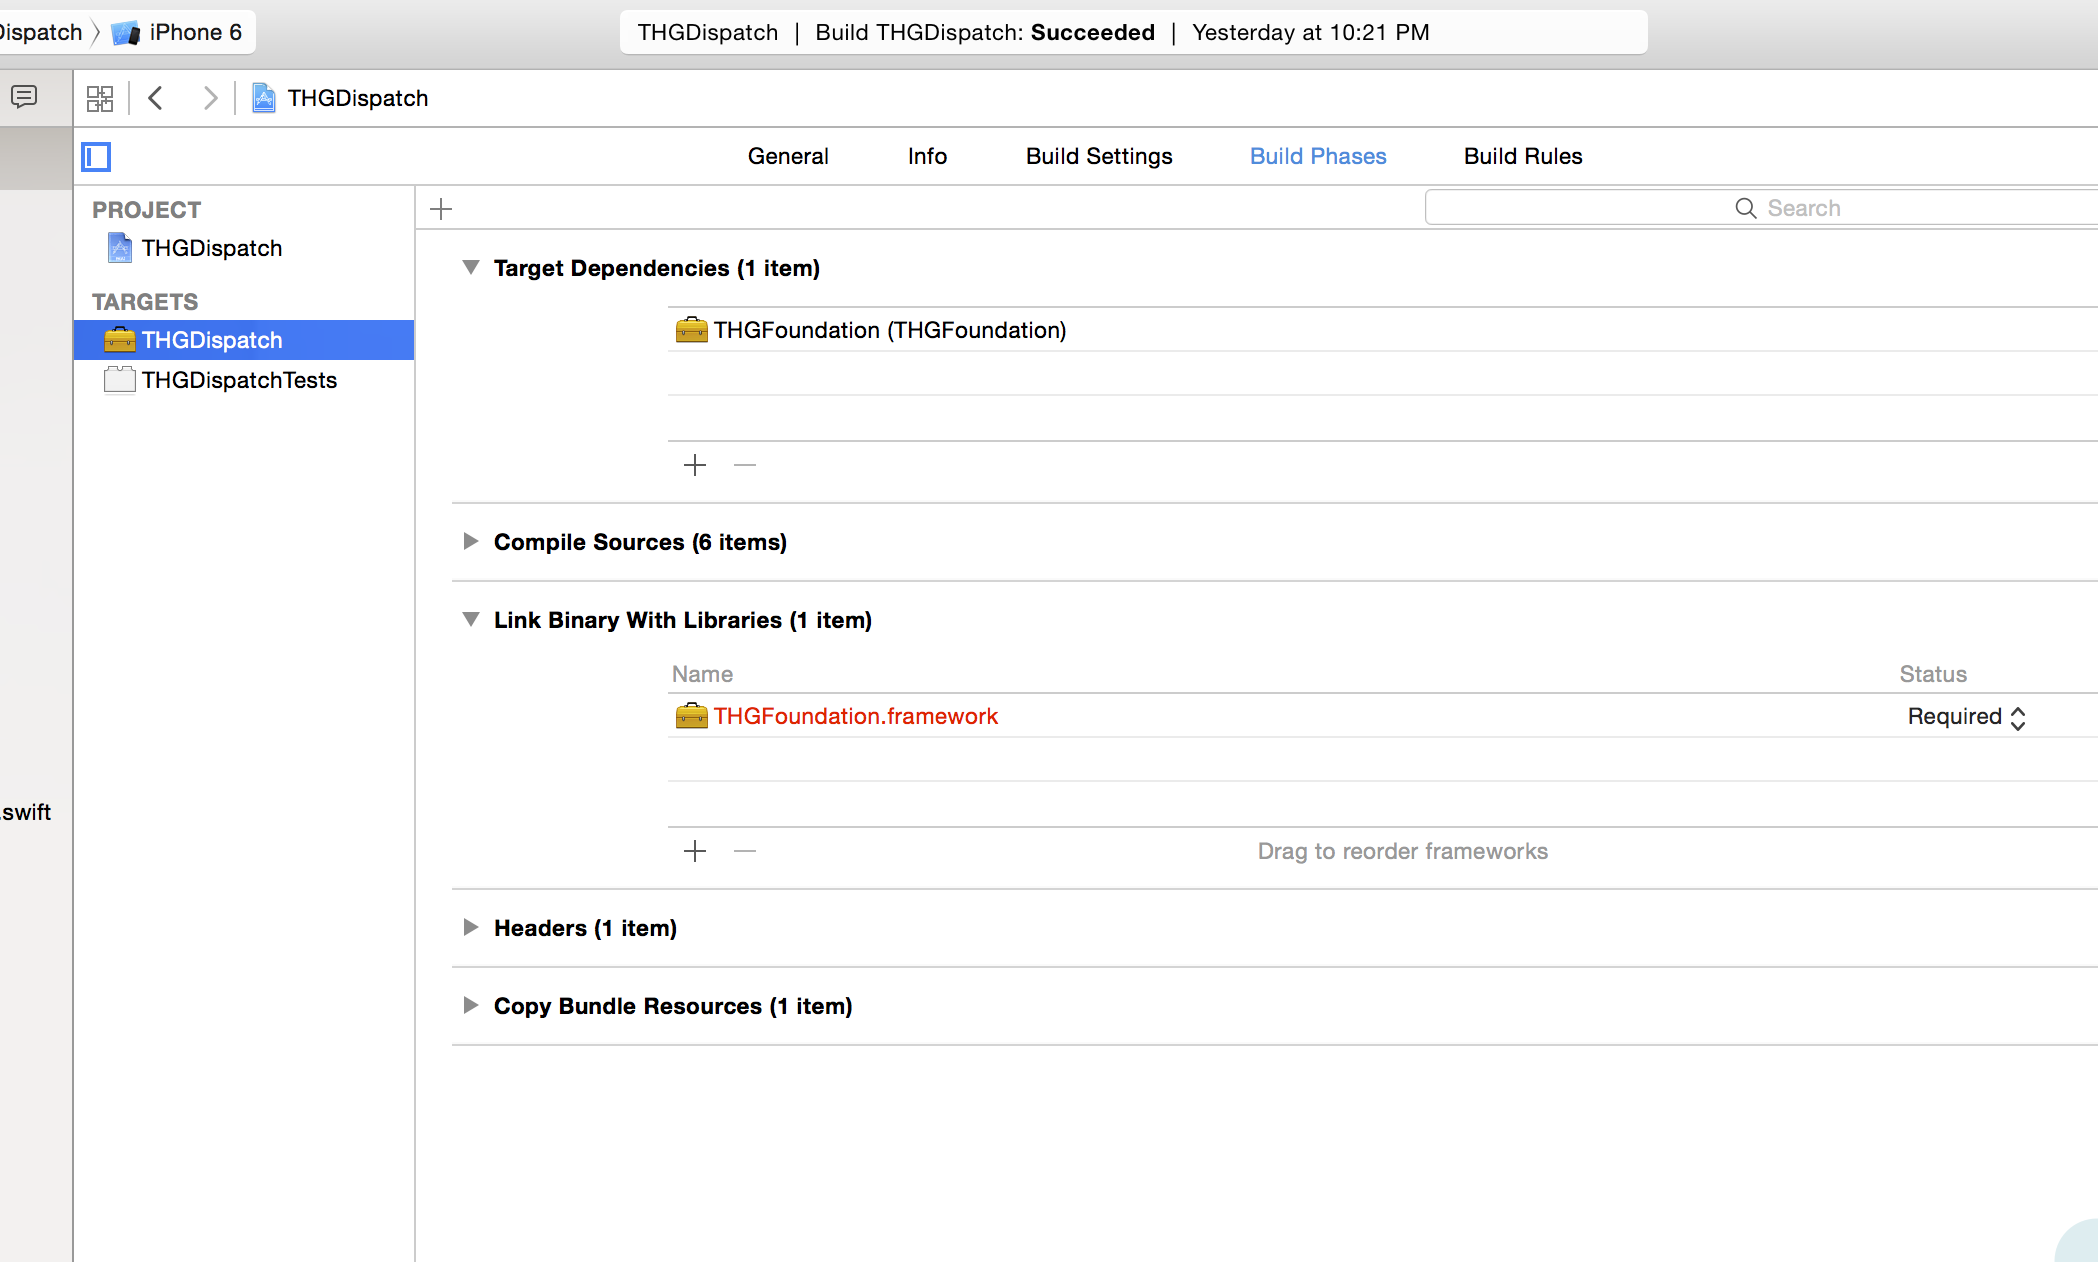 iPhone 6
THGDispatch | Build THGDispatch: Succeeded | Yesterday at 10:21 PM
THGDispatch
General Info Build Settings Build Phases Build Rules
PROJECT
Search
THGDispatch
Target Dependencies (1 item)
TARGETS
THGFoundation (THGFoundation)
THGDispatch
THGDispatchTests
Compile Sources (6 items)
Link Binary With Libraries (1 item)
Name Status
THGFoundation.framework Required
.swift
Drag to reorder frameworks
Headers (1 item)
Copy Bundle Resources (1 item)